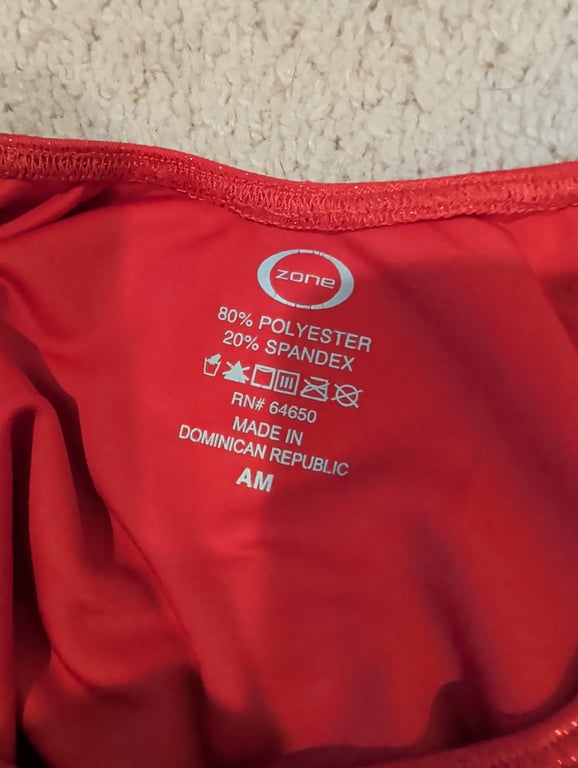 zone
80% POLYESTER
20% SPANDEX
RN# 64650
MADE IN
DOMINICAN REPUBLIC
AM